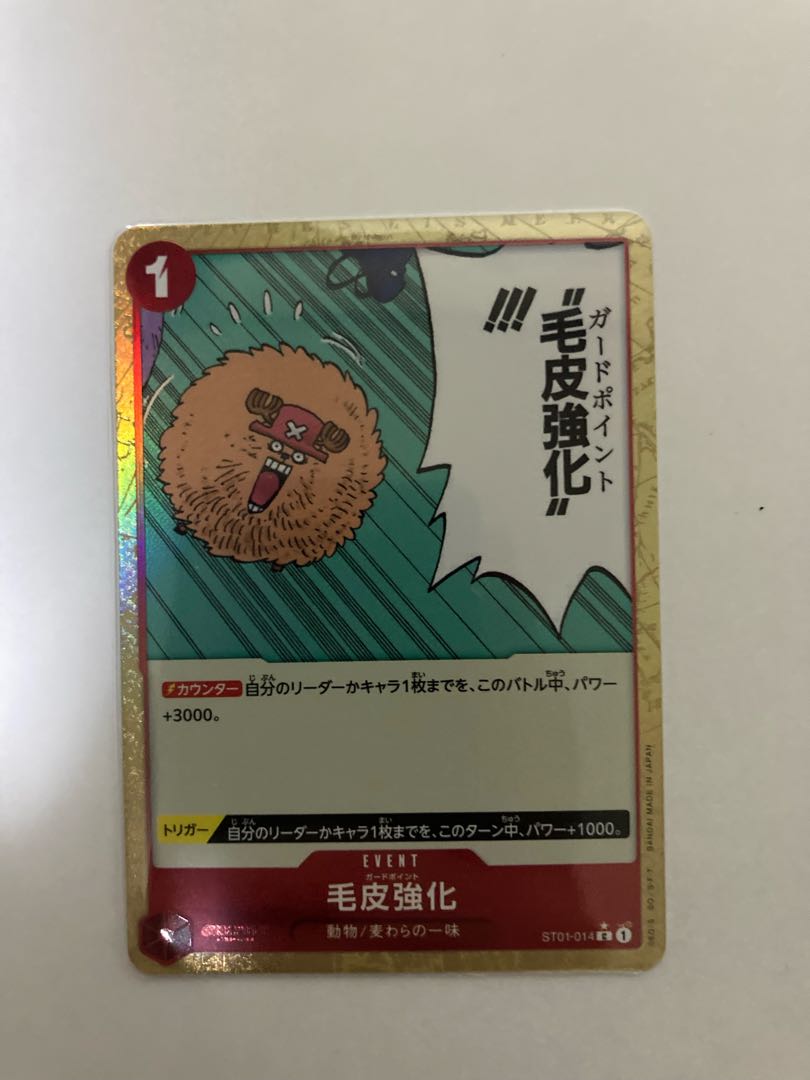 1
ガードポイント
"毛皮強化"
!!!
カウンター 自分のリーダーかキャラ1枚までを、このバトル中、パワー
+3000。
トリガー 自分のリーダーかキャラ1枚までを、このターン中、パワー+1000。
EVENT
ガードポイント
毛皮強化
動物/麦わらの一味
ST01-014 C 1
BANDAI MADE IN JAPAN